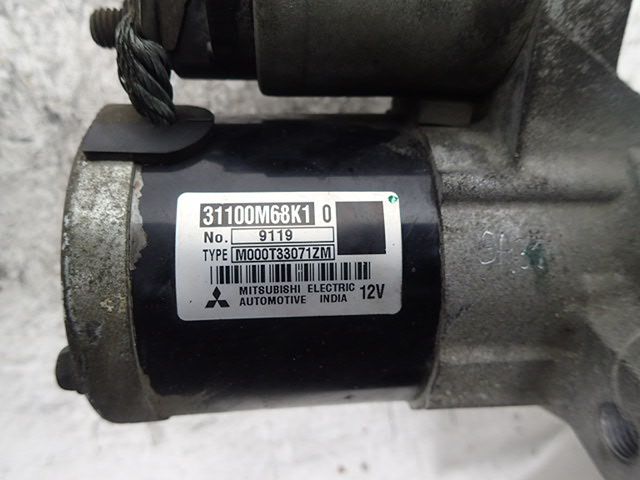 31100M68K1 0
No. 9119
TYPE M000T33071ZM
MITSUBISHI ELECTRIC
AUTOMOTIVE INDIA 12V